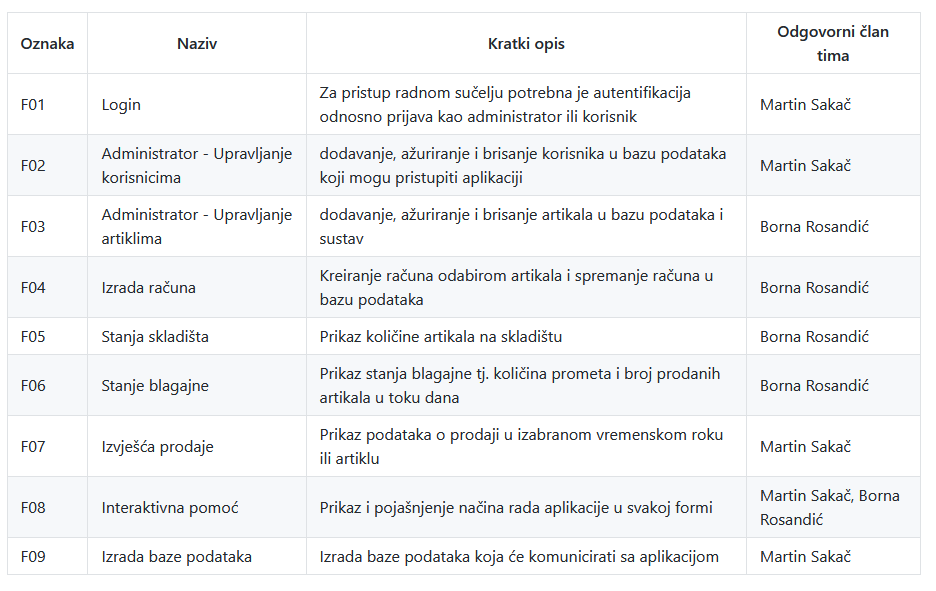 Oznaka Naziv Kratki opis Odgovorni član
tima
F01 Login Za pristup radnom sučelju potrebna je autentifikacija
odnosno prijava kao administrator ili korisnik Martin Sakač
F02 Administrator - Upravljanje
korisnicima dodavanje, ažuriranje i brisanje korisnika u bazu podataka
koji mogu pristupiti aplikaciji Martin Sakač
F03 Administrator - Upravljanje
artiklima dodavanje, ažuriranje i brisanje artikala u bazu podataka i
sustav Borna Rosandić
F04 Izrada računa Kreiranje računa odabirom artikala i spremanje računa u
bazu podataka Borna Rosandić
F05 Stanja skladišta Prikaz količine artikala na skladištu Borna Rosandić
F06 Stanje blagajne Prikaz stanja blagajne tj. količina prometa i broj prodanih
artikala u toku dana Borna Rosandić
F07 Izvješća prodaje Prikaz podataka o prodaji u izabranom vremenskom roku
ili artiklu Martin Sakač
F08 Interaktivna pomoć Prikaz i pojašnjenje načina rada aplikacije u svakoj formi Martin Sakač, Borna
Rosandić
F09 Izrada baze podataka Izrada baze podataka koja će komunicirati sa aplikacijom Martin Sakač